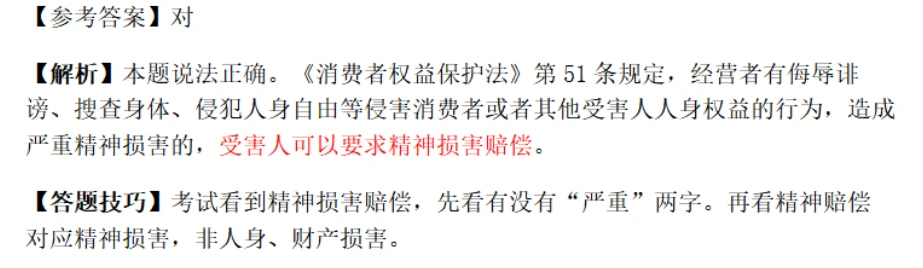 【参考答案】对
【解析】本题说法正确。《消费者权益保护法》第 51 条规定，经营者有侮辱诽
谤、搜查身体、侵犯人身自由等侵害消费者或者其他受害人人身权益的行为，造成
严重精神损害的，受害人可以要求精神损害赔偿。
【答题技巧】考试看到精神损害赔偿，先看有没有“严重”两字。再看精神赔偿
对应精神损害，非人身、财产损害。